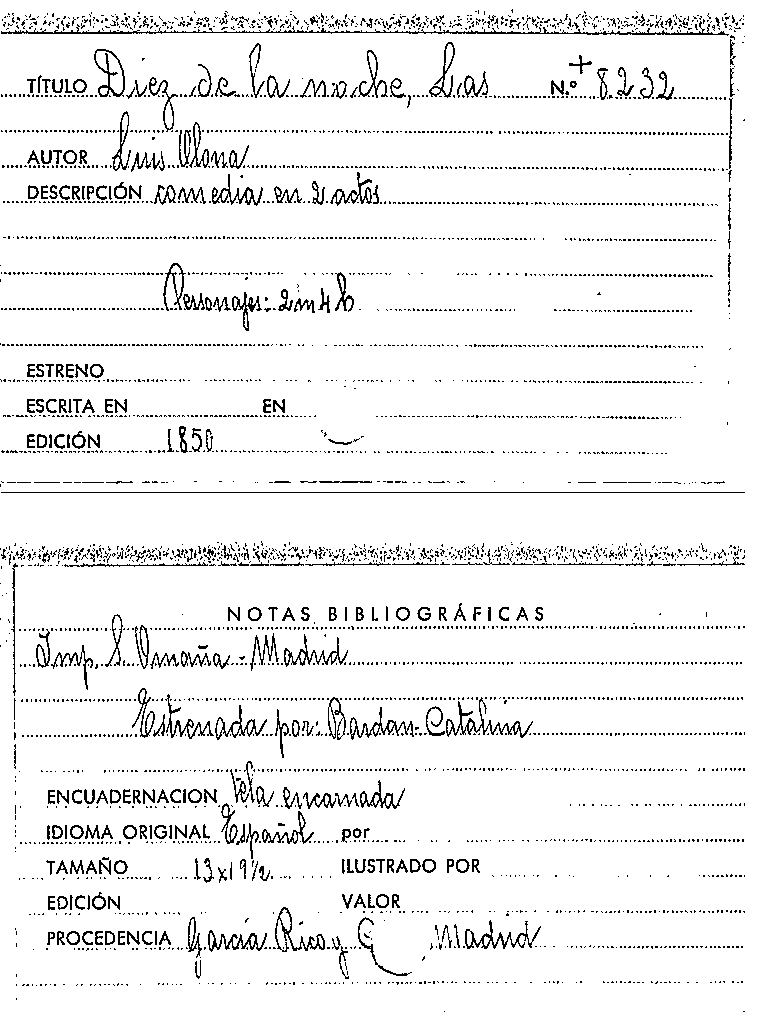 TÍTULO Diez de la noche, Las N.º + 8232
AUTOR Luis Olona
DESCRIPCIÓN comedia en 2 actos
Personajes: 2m 4h
ESTRENO
ESCRITA EN EN
EDICIÓN 1850
NOTAS BIBLIOGRÁFICAS
Imp. S. Omaña - Madrid
Estrenada por: Bardan-Catalina
ENCUADERNACION tela encarnada
IDIOMA ORIGINAL Español por
TAMAÑO 13x19½ ILUSTRADO POR
EDICIÓN VALOR
PROCEDENCIA García Rico y Cª Madrid